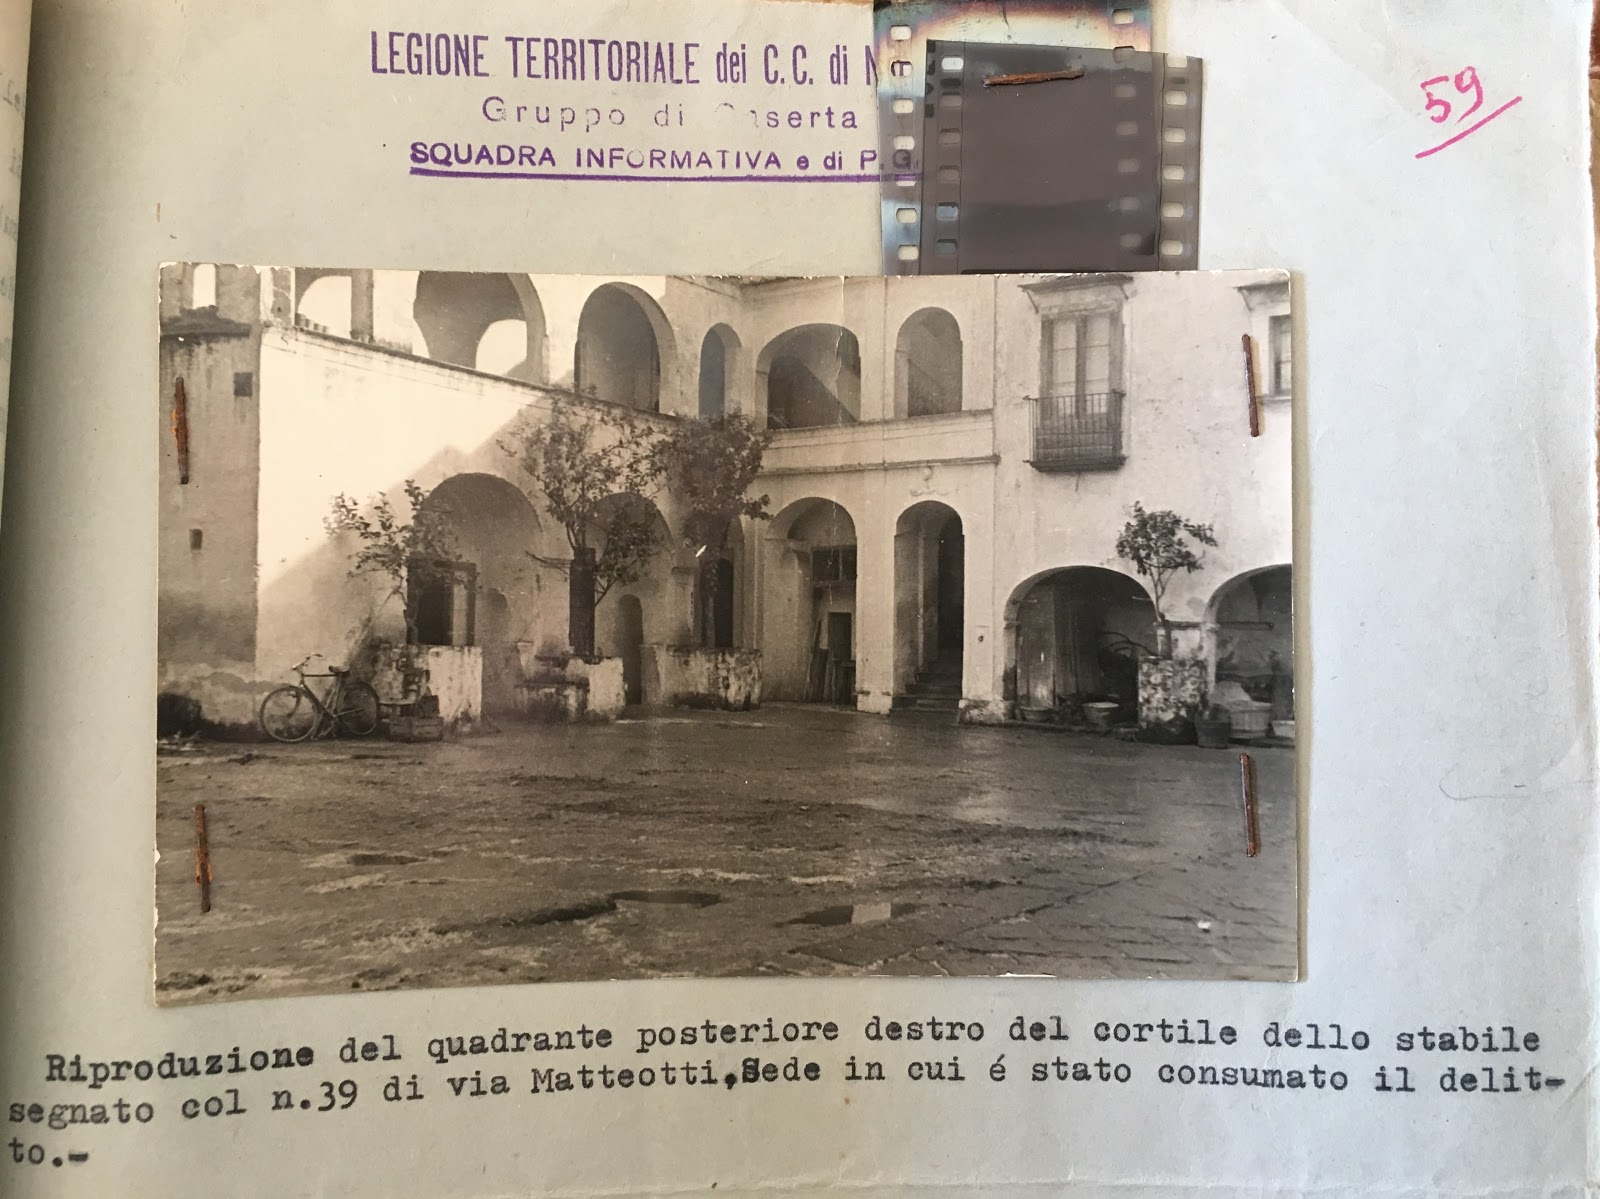 LEGIONE TERRITORIALE dei C.C. di
Gruppo di
SQUADRA INFORMATIVA e di P.G.
59
Riproduzione del quadrante posteriore destro del cortile dello stabile
segnato col n.39 di via Matteotti,Sede in cui é stato consumato il delit-
to.-